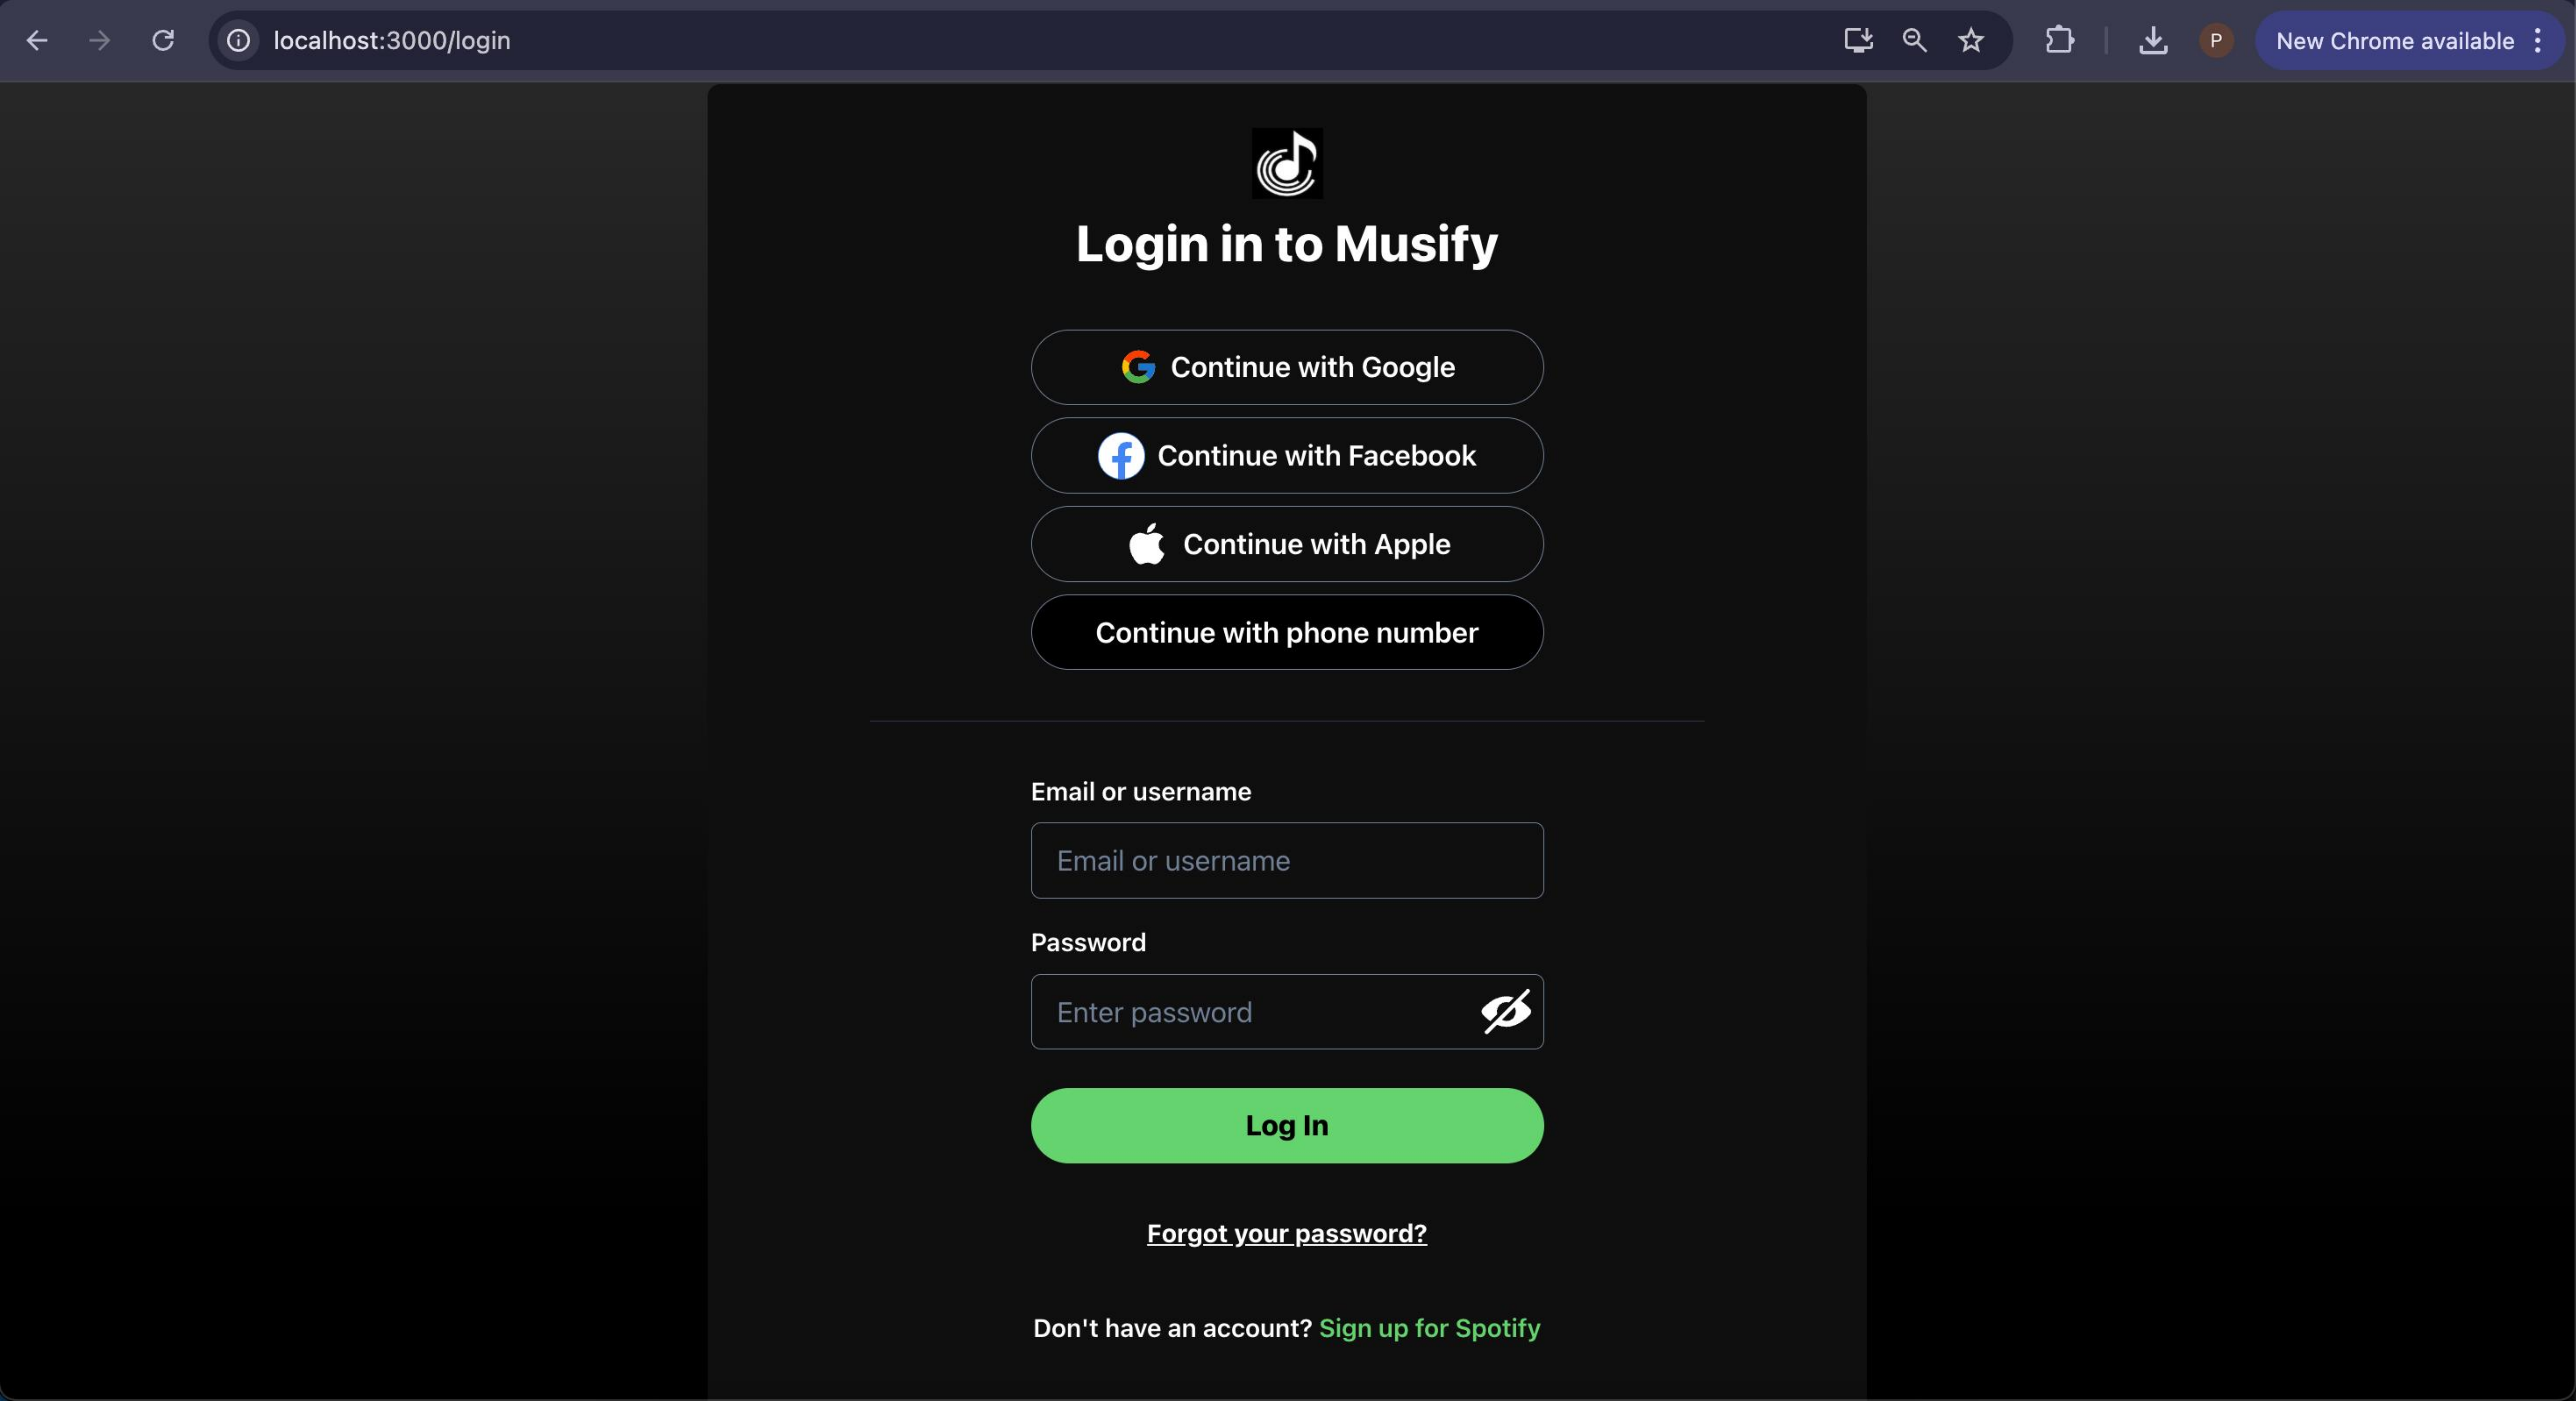 localhost:3000/login
P
New Chrome available
Login in to Musify
Continue with Google
Continue with Facebook
Continue with Apple
Continue with phone number
Email or username
Email or username
Password
Enter password
Log In
Forgot your password?
Don't have an account? Sign up for Spotify